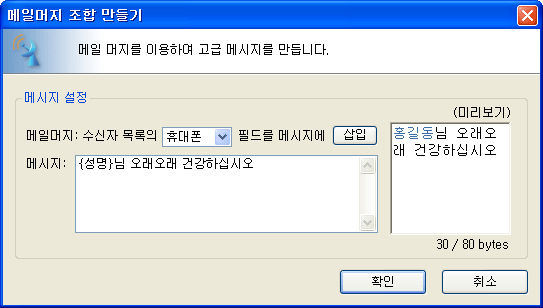 메일머지 조합 만들기
메일 머지를 이용하여 고급 메시지를 만듭니다.
메시지 설정
(미리보기)
메일머지: 수신자 목록의 휴대폰 필드를 메시지에 삽입
메시지: {성명}님 오래오래 건강하십시오
홍길동님 오래오
래 건강하십시오
30 / 80 bytes
확인 취소